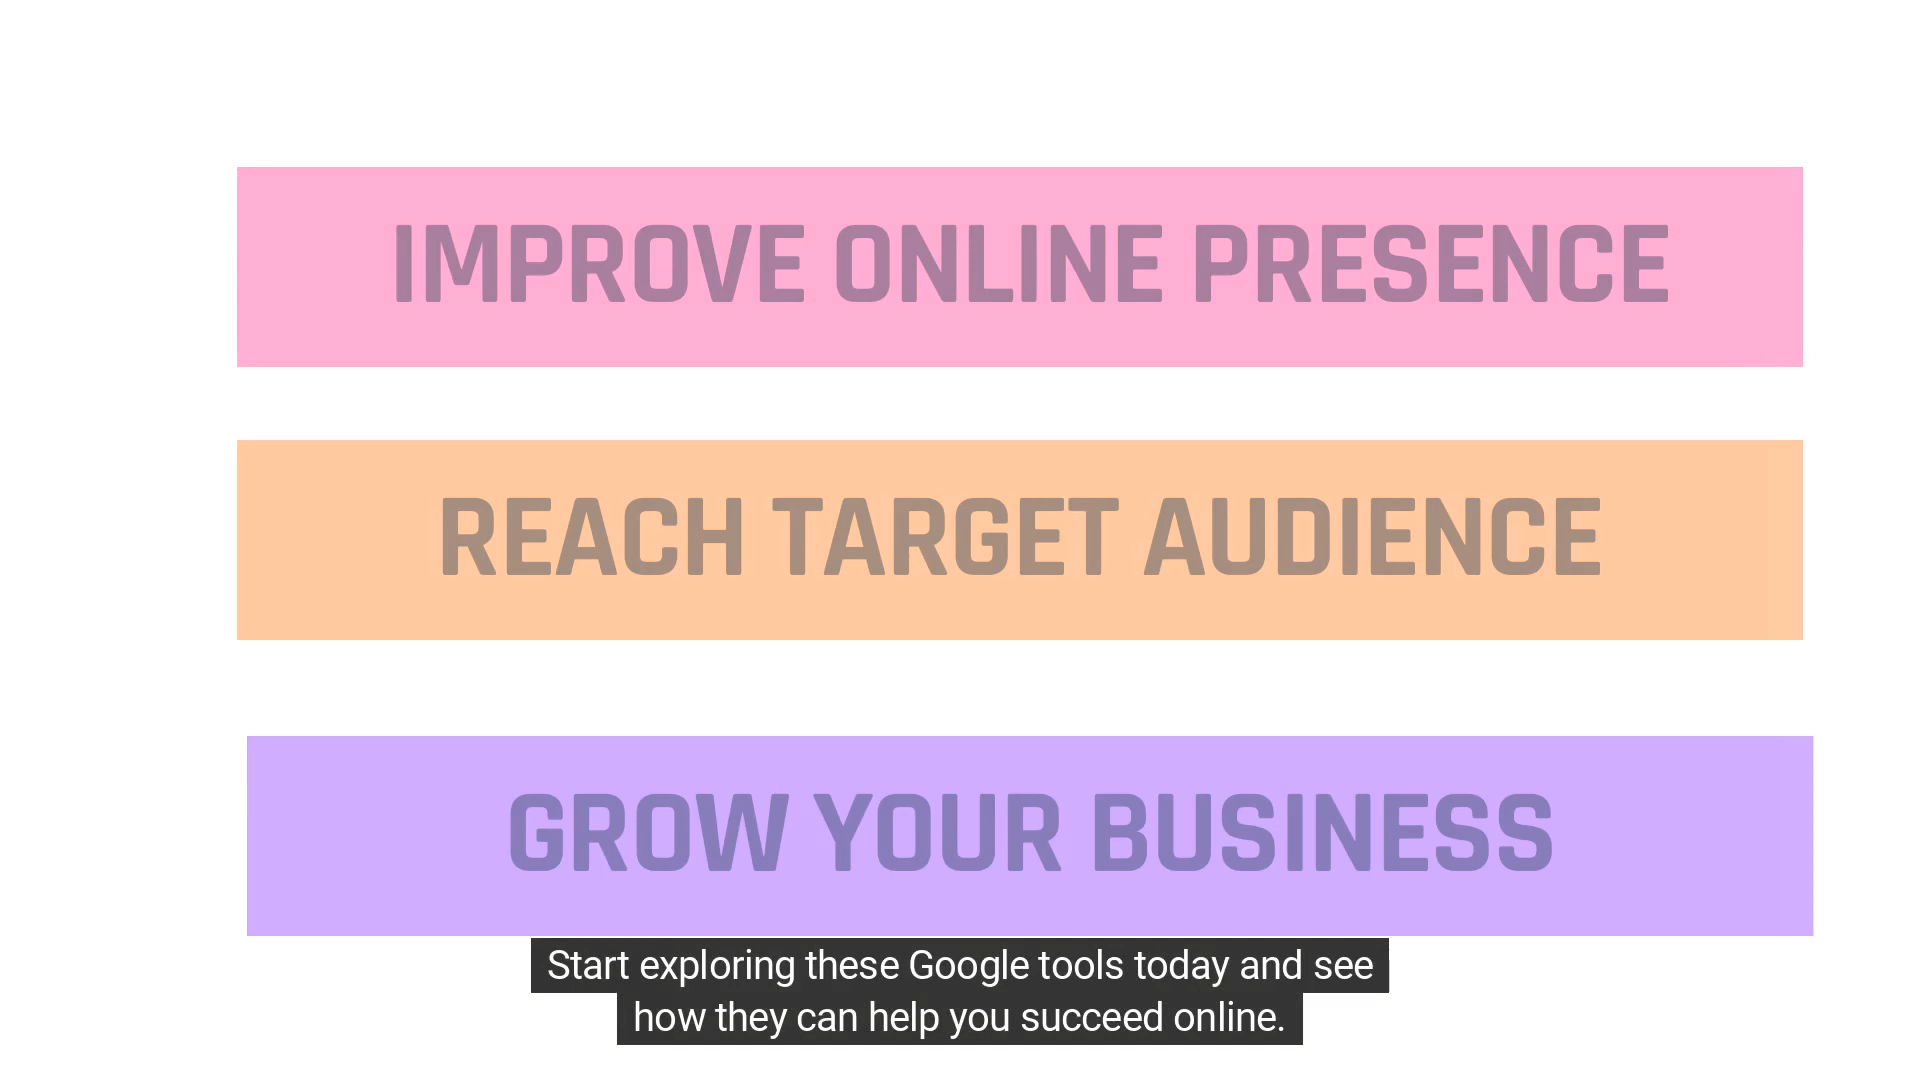 IMPROVE ONLINE PRESENCE
REACH TARGET AUDIENCE
GROW YOUR BUSINESS
Start exploring these Google tools today and see
how they can help you succeed online.